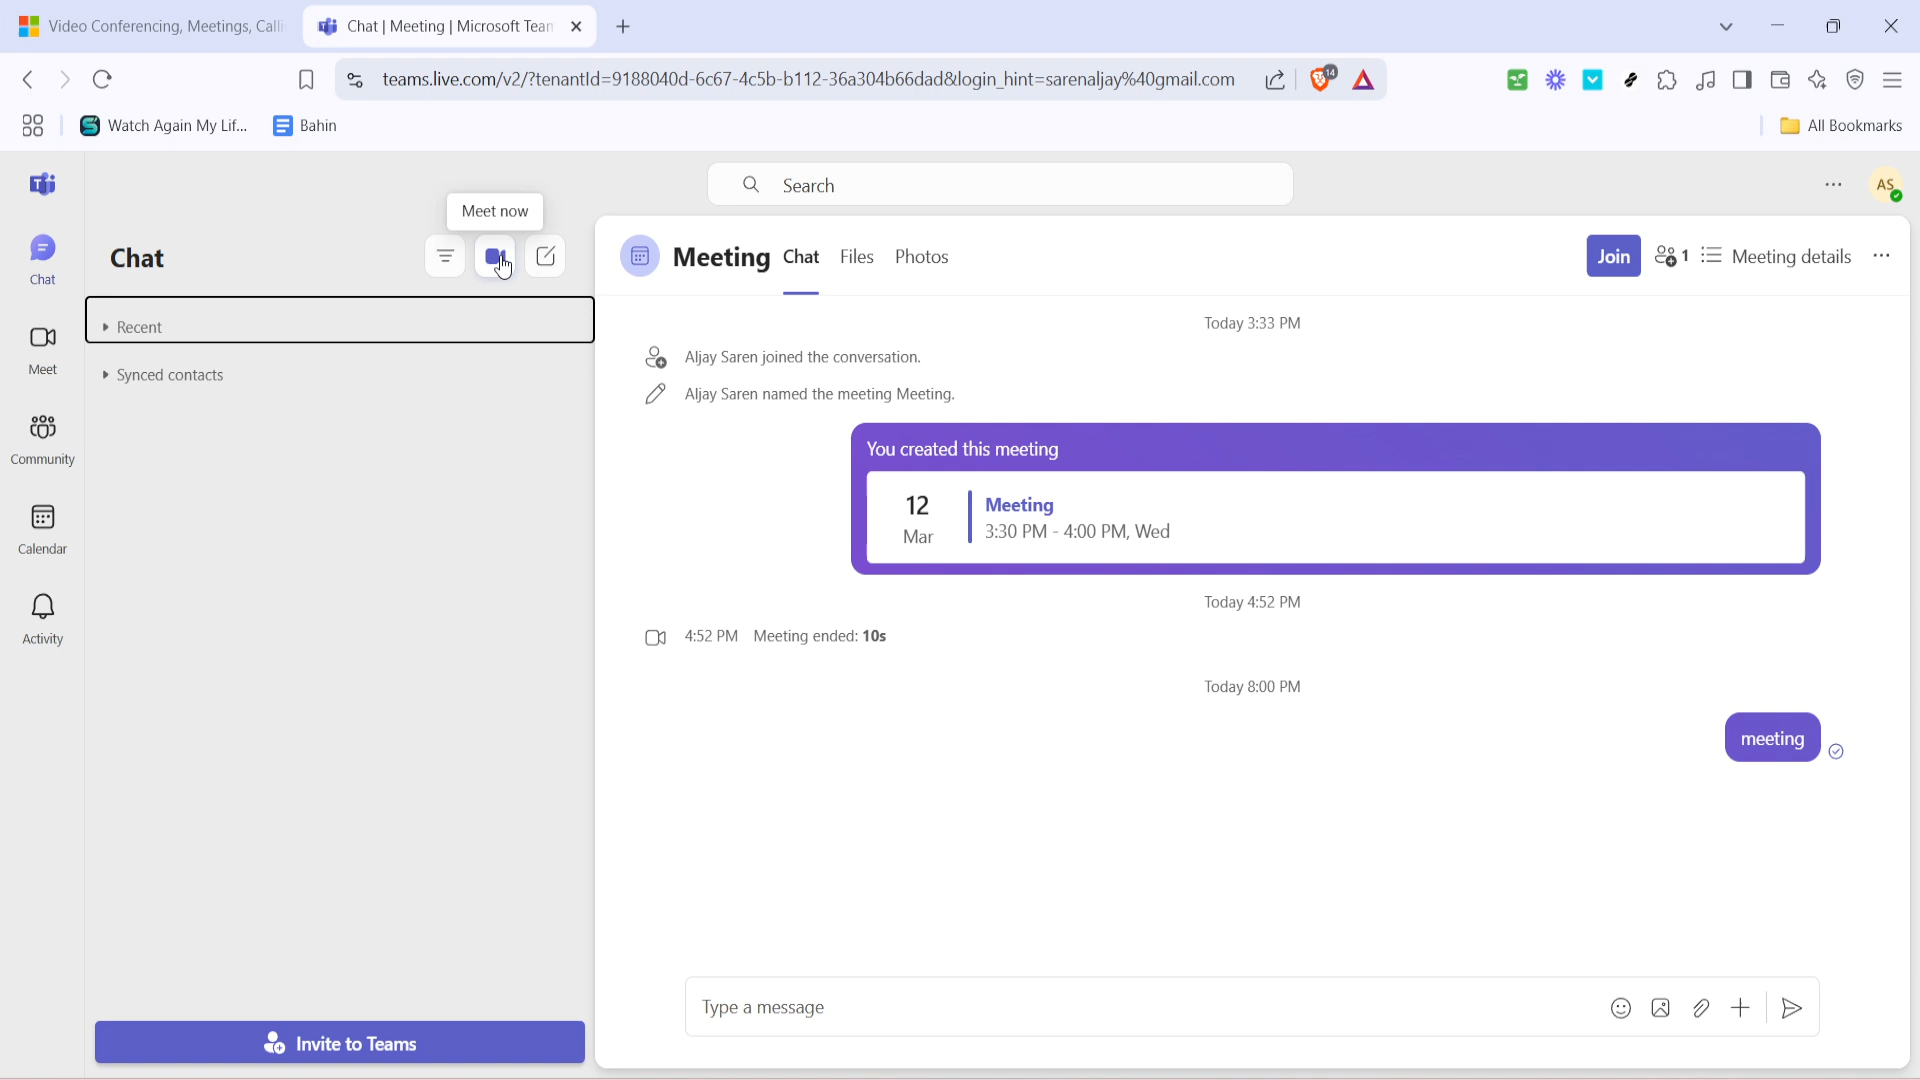 Video Conferencing, Meetings, Calli
Chat | Meeting | Microsoft Tean
teams.live.com/v2/?tenantId=9188040d-6c67-4c5b-b112-36a304b66dad&login_hint=sarenaljay%40gmail.com
14
Watch Again My Lif...
Bahin
All Bookmarks
Search
AS
Meet now
Chat
Chat
Meet
Community
Calendar
Activity
Recent
Synced contacts
Invite to Teams
Meeting Chat Files Photos
Join 1 Meeting details
Today 3:33 PM
Aljay Saren joined the conversation.
Aljay Saren named the meeting Meeting.
You created this meeting
12
Mar
Meeting
3:30 PM - 4:00 PM, Wed
Today 4:52 PM
4:52 PM Meeting ended: 10s
Today 8:00 PM
meeting
Type a message